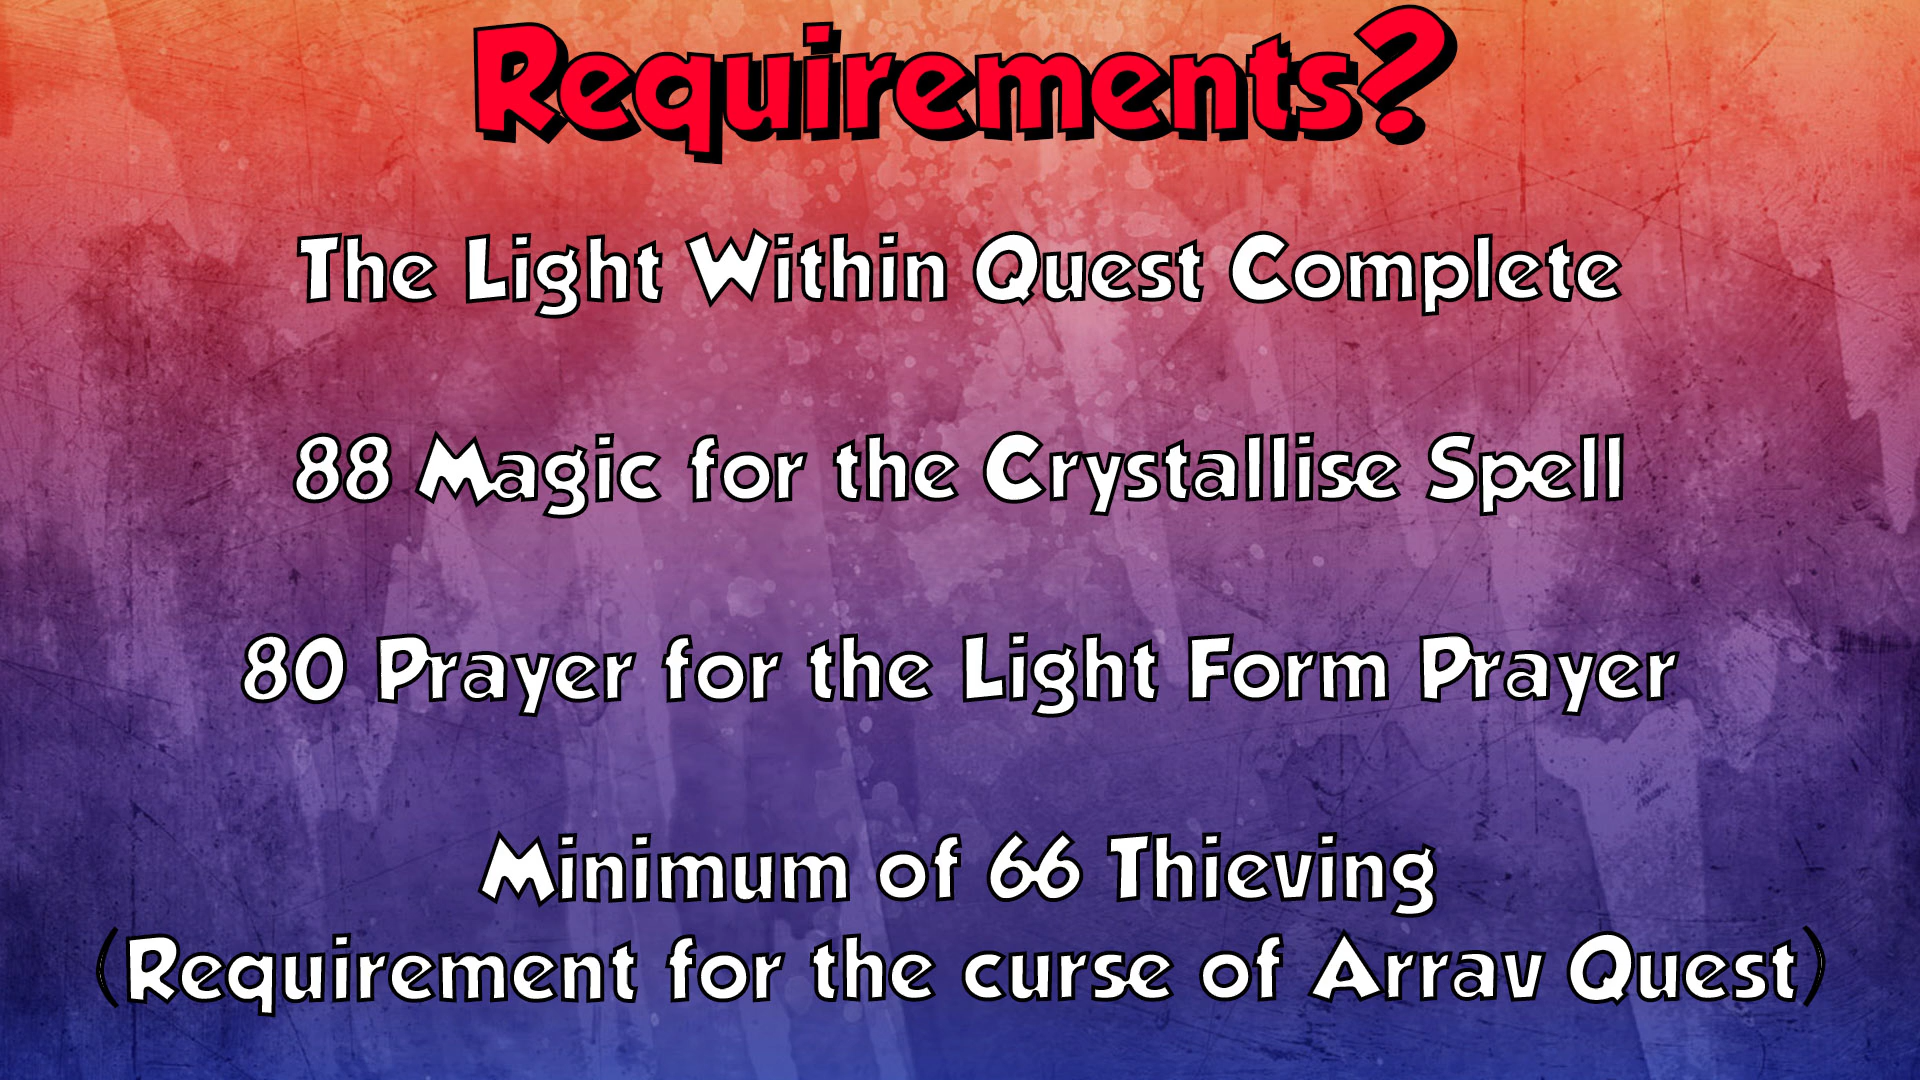 Requirements?
The Light Within Quest Complete
88 Magic for the Crystallise Spell
80 Prayer for the Light Form Prayer
Minimum of 66 Thieving
(Requirement for the curse of Arrav Quest)